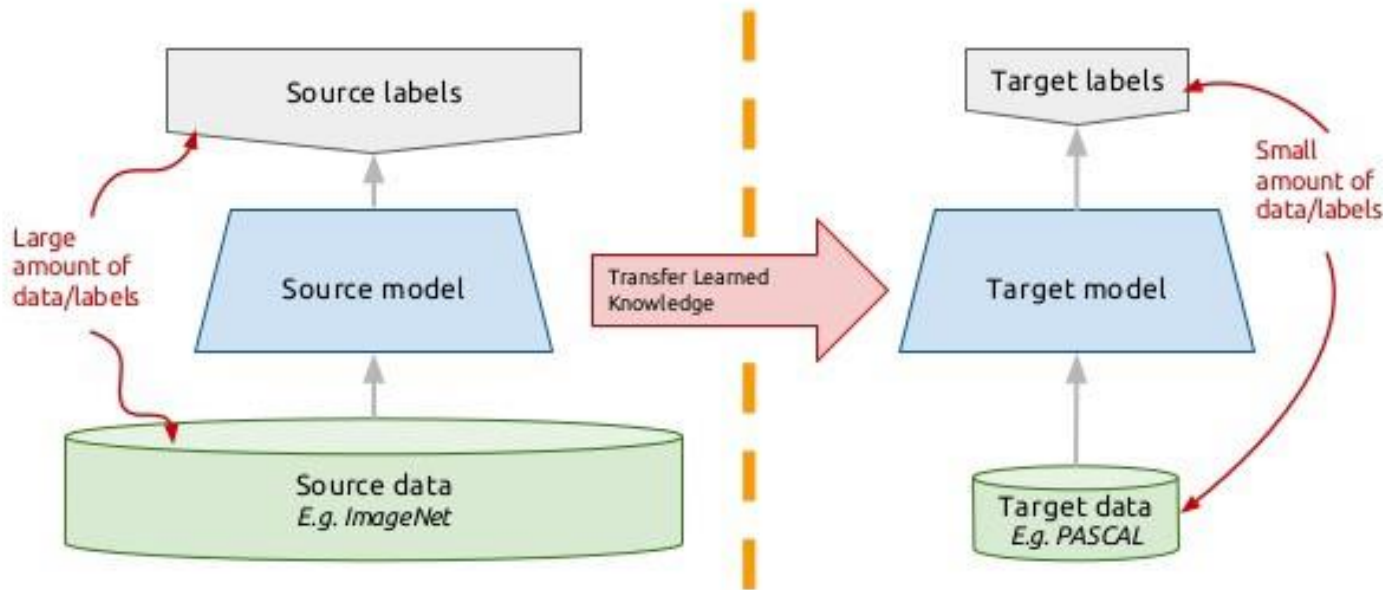 Source labels
Large
amount of
data/labels
Source model
Source data
E.g. ImageNet
Transfer Learned
Knowledge
Target labels
Small
amount of
data/labels
Target model
Target data
E.g. PASCAL